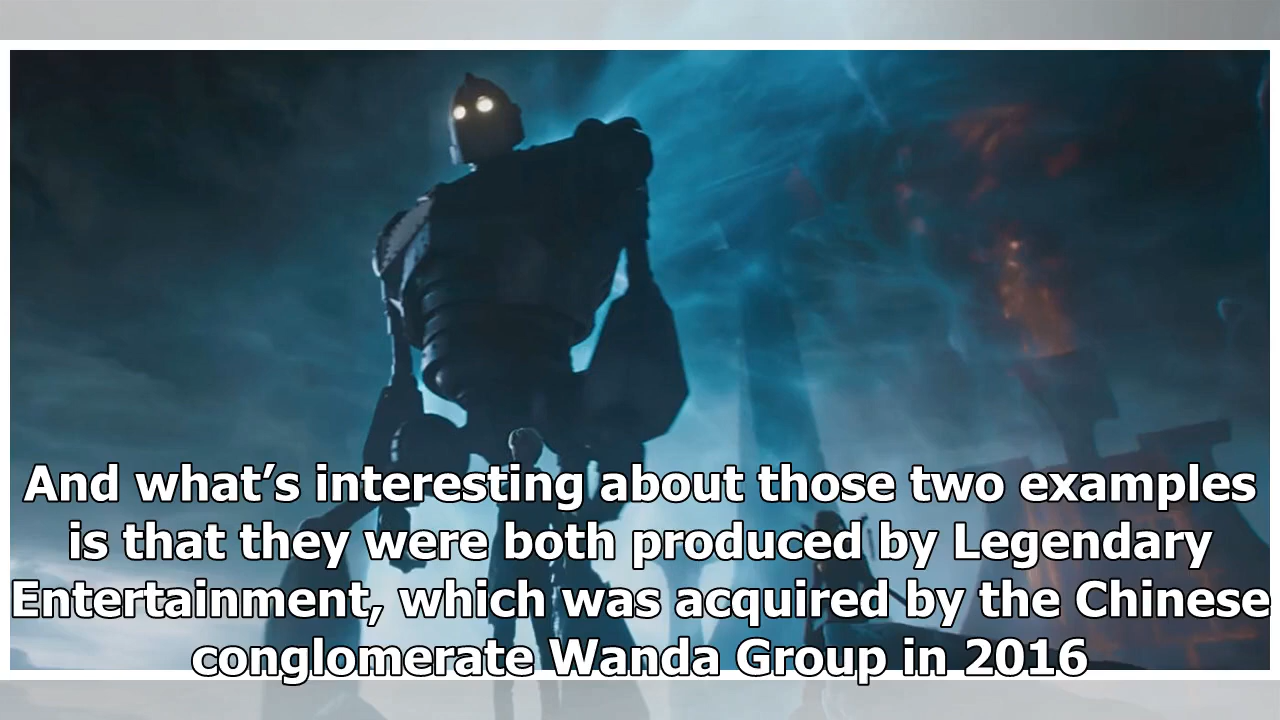 And what’s interesting about those two examples
is that they were both produced by Legendary
Entertainment, which was acquired by the Chinese
conglomerate Wanda Group in 2016